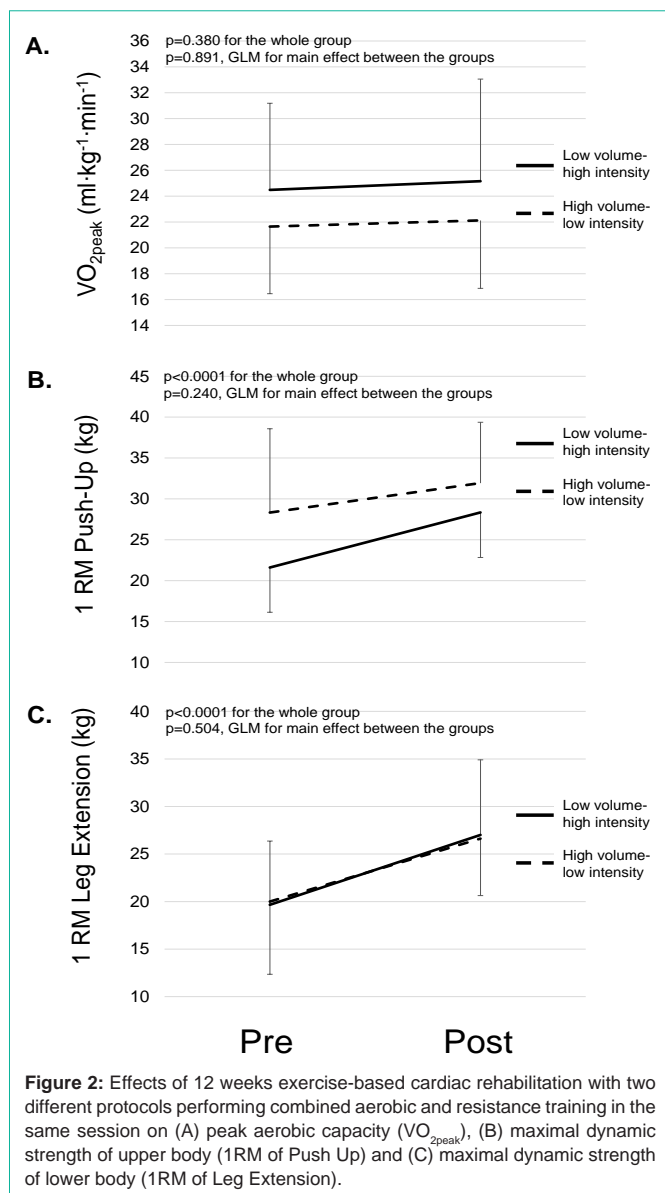 A.
p=0.380 for the whole group
p=0.891, GLM for main effect between the groups
VO2peak (ml·kg-1·min-1)
36
34
32
30
28
26
24
22
20
18
16
14
Low volume-
high intensity
High volume-
low intensity
B.
p<0.0001 for the whole group
p=0.240, GLM for main effect between the groups
1 RM Push-Up (kg)
45
40
35
30
25
20
15
10
Low volume-
high intensity
High volume-
low intensity
C.
p<0.0001 for the whole group
p=0.504, GLM for main effect between the groups
1 RM Leg Extension (kg)
40
35
30
25
20
15
10
Low volume-
high intensity
High volume-
low intensity
Pre Post
Figure 2: Effects of 12 weeks exercise-based cardiac rehabilitation with two
different protocols performing combined aerobic and resistance training in the
same session on (A) peak aerobic capacity (VO2peak), (B) maximal dynamic
strength of upper body (1RM of Push Up) and (C) maximal dynamic strength
of lower body (1RM of Leg Extension).